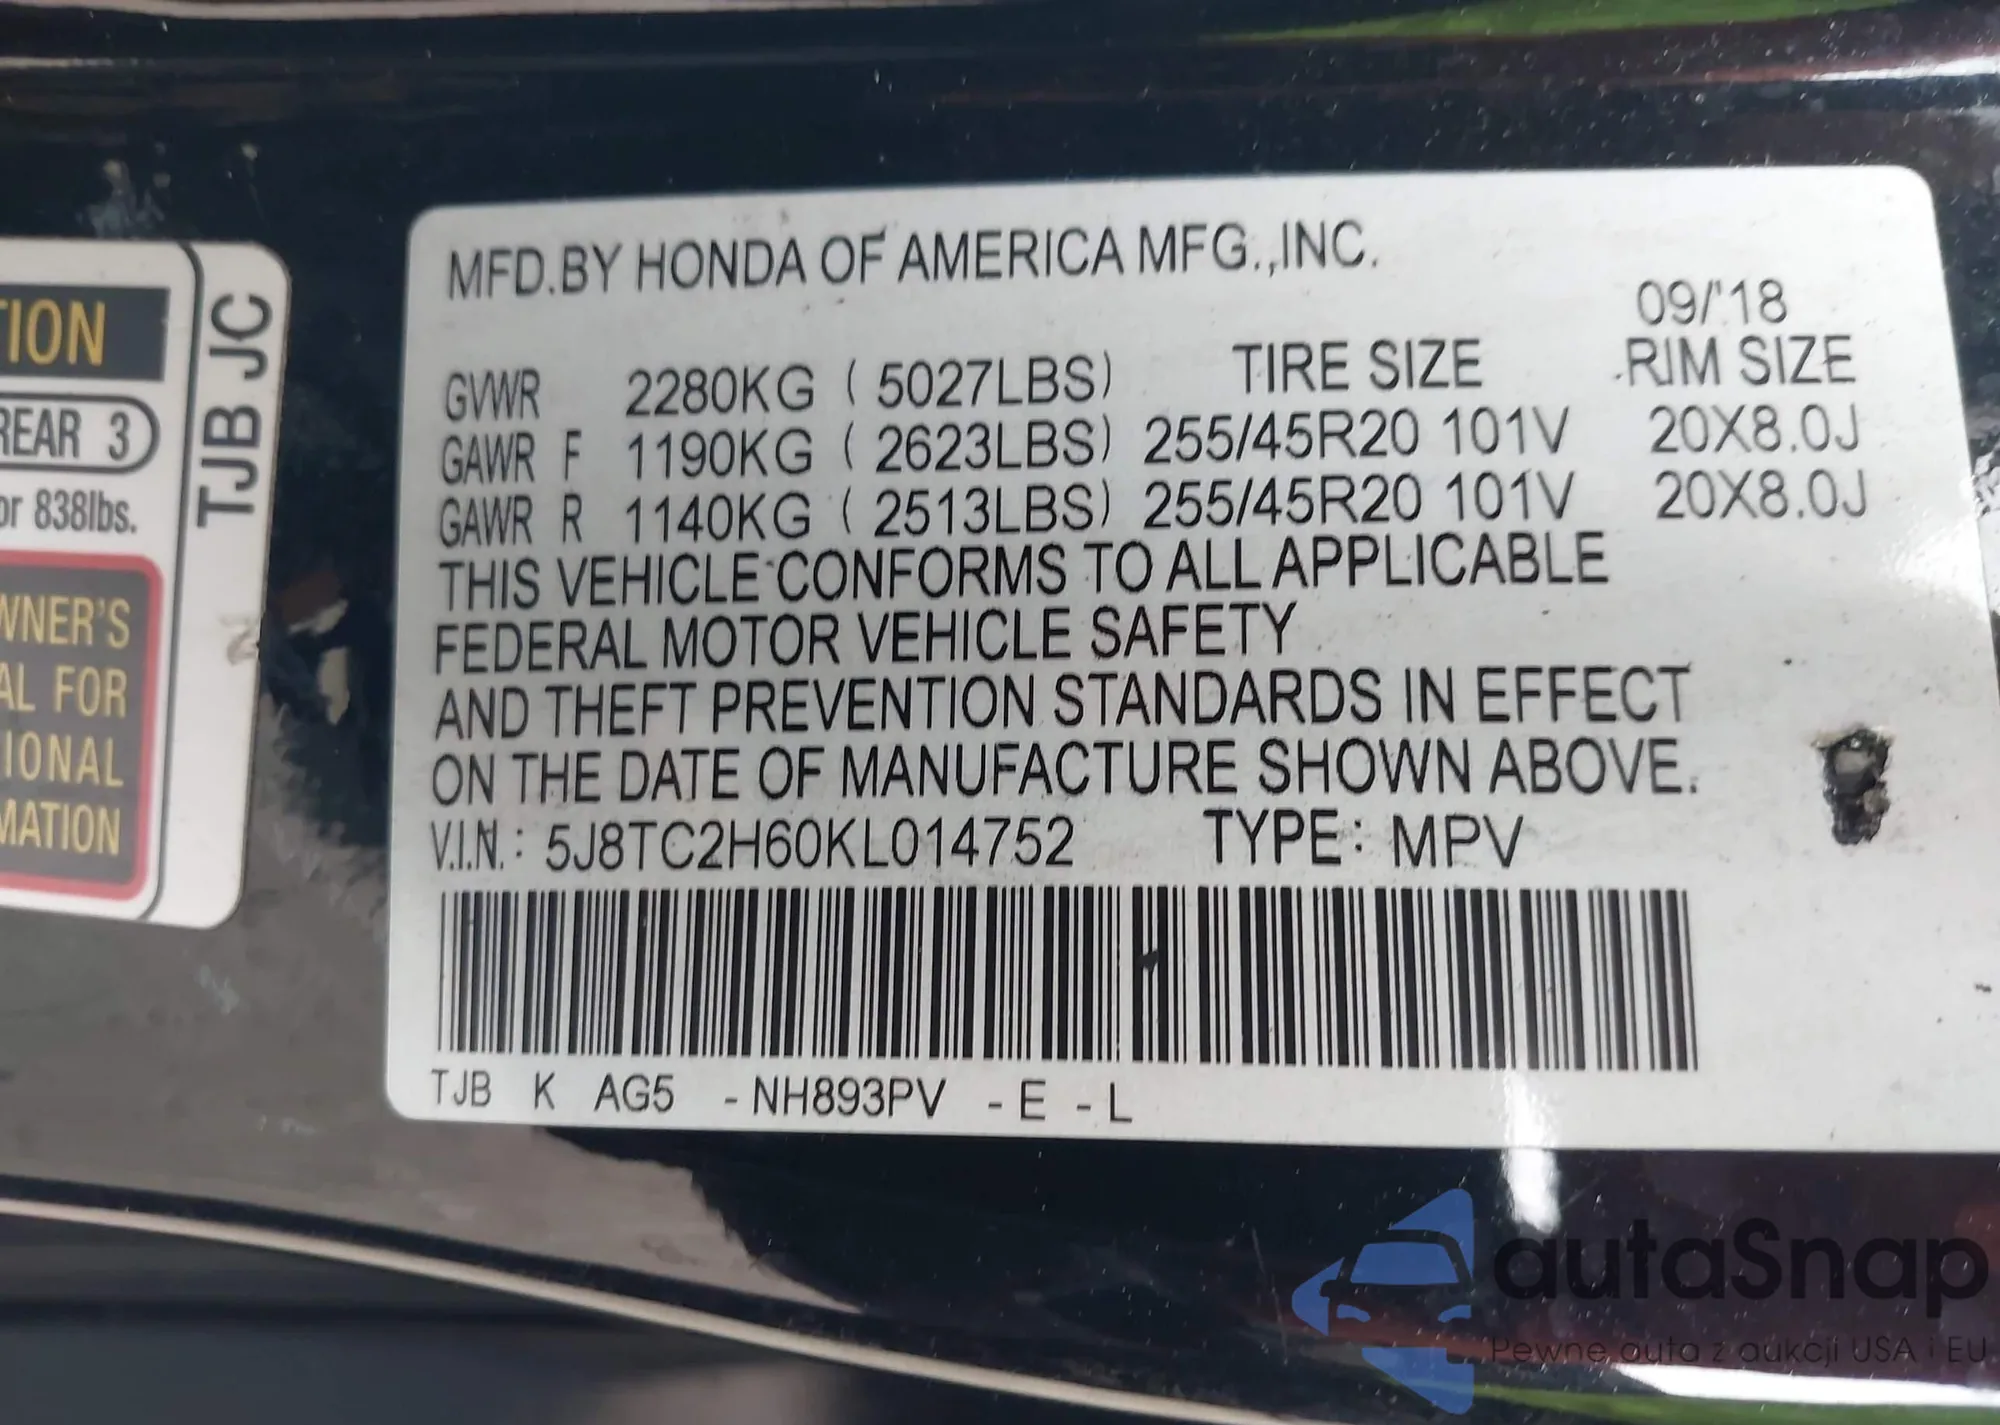 TION
REAR 3
or 838lbs.
WNER'S
AL FOR
IONAL
MATION
TJB JC
MFD.BY HONDA OF AMERICA MFG.,INC.
09/'18
GVWR 2280KG ( 5027LBS) TIRE SIZE RIM SIZE
GAWR F 1190KG ( 2623LBS) 255/45R20 101V 20X8.0J
GAWR R 1140KG ( 2513LBS) 255/45R20 101V 20X8.0J
THIS VEHICLE CONFORMS TO ALL APPLICABLE
FEDERAL MOTOR VEHICLE SAFETY
AND THEFT PREVENTION STANDARDS IN EFFECT
ON THE DATE OF MANUFACTURE SHOWN ABOVE.
V.I.N.: 5J8TC2H60KL014752 TYPE: MPV
TJB K AG5 -NH893PV -E -L
autaSnap
Pewne auta z aukcji USA i EU